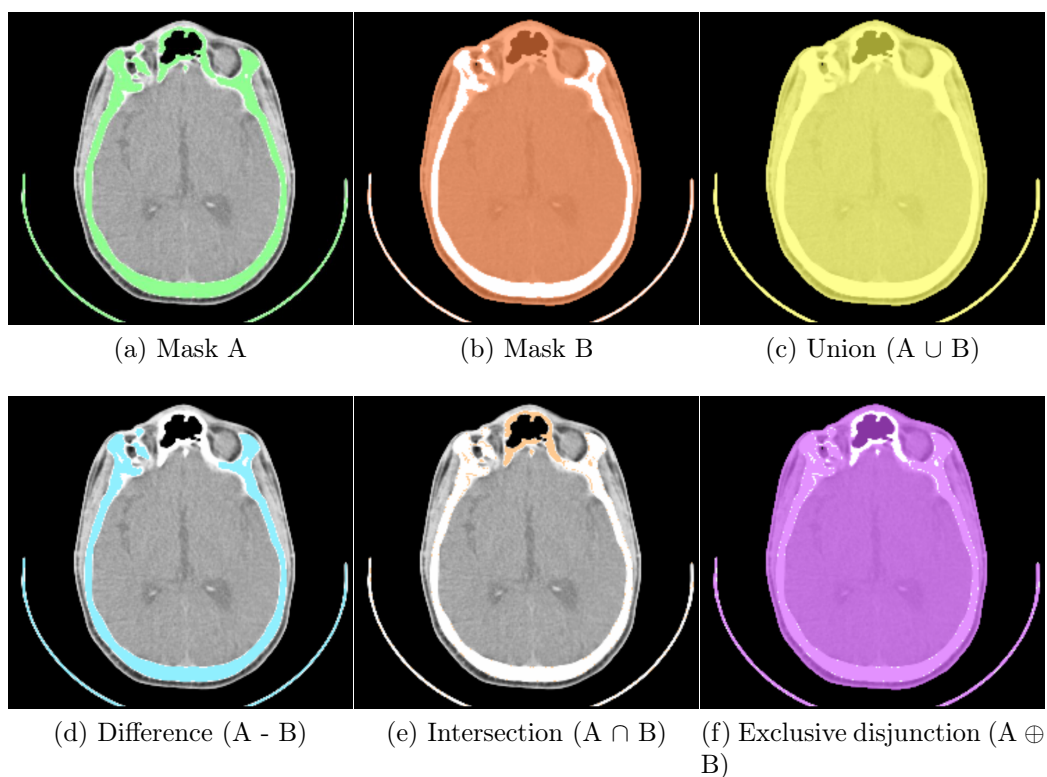 (a) Mask A
(b) Mask B
(c) Union (A ∪ B)
(d) Difference (A - B)
(e) Intersection (A ∩ B)
(f) Exclusive disjunction (A ⊕
B)